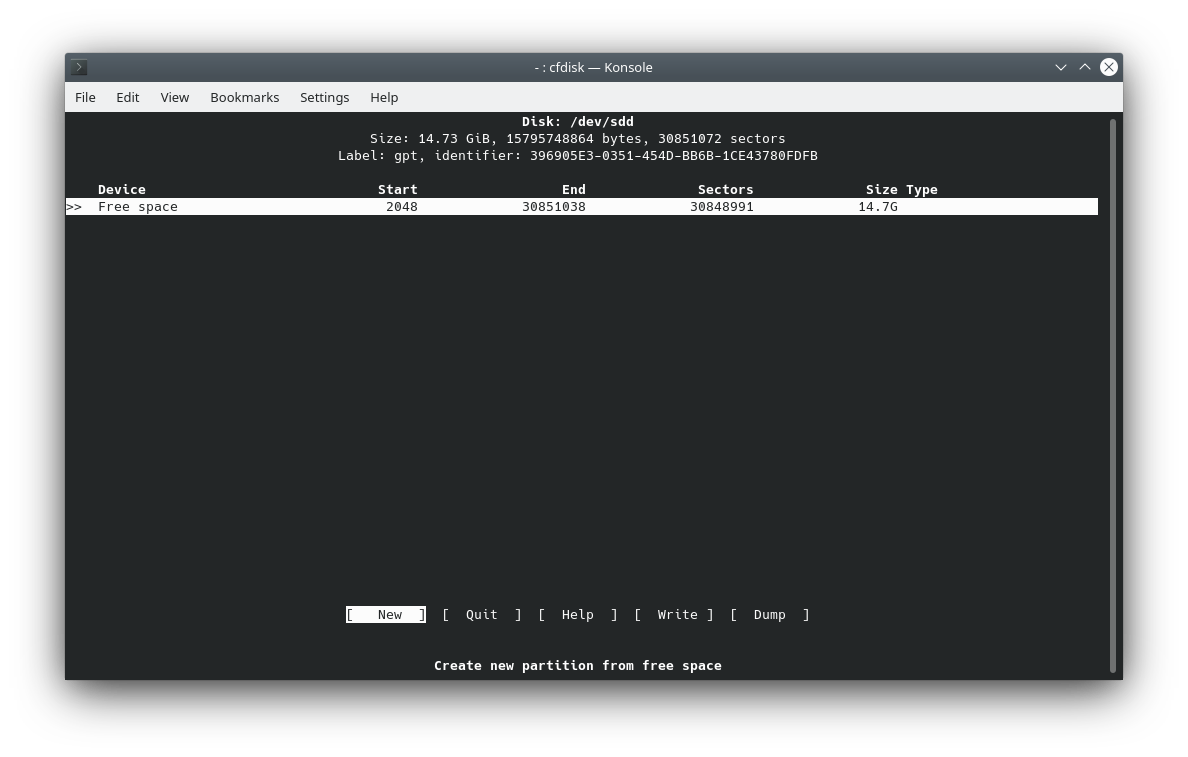 - : cfdisk — Konsole
File Edit View Bookmarks Settings Help
Disk: /dev/sdd
Size: 14.73 GiB, 15795748864 bytes, 30851072 sectors
Label: gpt, identifier: 396905E3-0351-454D-BB6B-1CE43780FDFB
Device Start End Sectors Size Type
>> Free space 2048 30851038 30848991 14.7G
[ New ] [ Quit ] [ Help ] [ Write ] [ Dump ]
Create new partition from free space